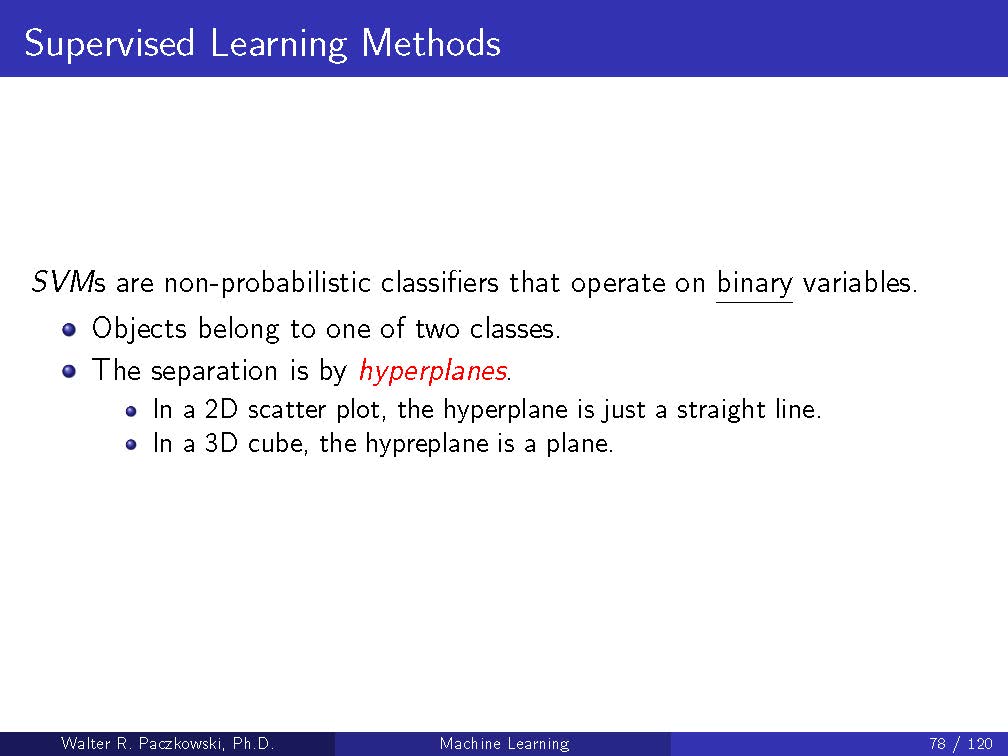 Supervised Learning Methods
SVMs are non-probabilistic classifiers that operate on binary variables.
Objects belong to one of two classes.
The separation is by hyperplanes.
In a 2D scatter plot, the hyperplane is just a straight line.
In a 3D cube, the hypreplane is a plane.
Walter R. Paczkowski, Ph.D. Machine Learning 78 / 120